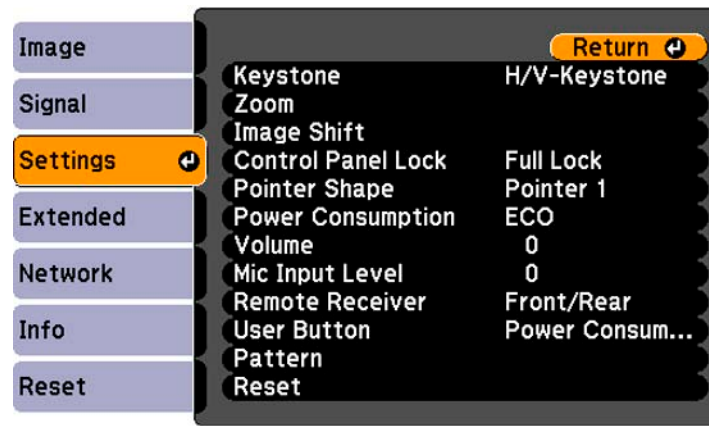 Image
Signal
Settings
Extended
Network
Info
Reset
Return
Keystone H/V-Keystone
Zoom
Image Shift
Control Panel Lock Full Lock
Pointer Shape Pointer 1
Power Consumption ECO
Volume 0
Mic Input Level 0
Remote Receiver Front/Rear
User Button Power Consum...
Pattern
Reset